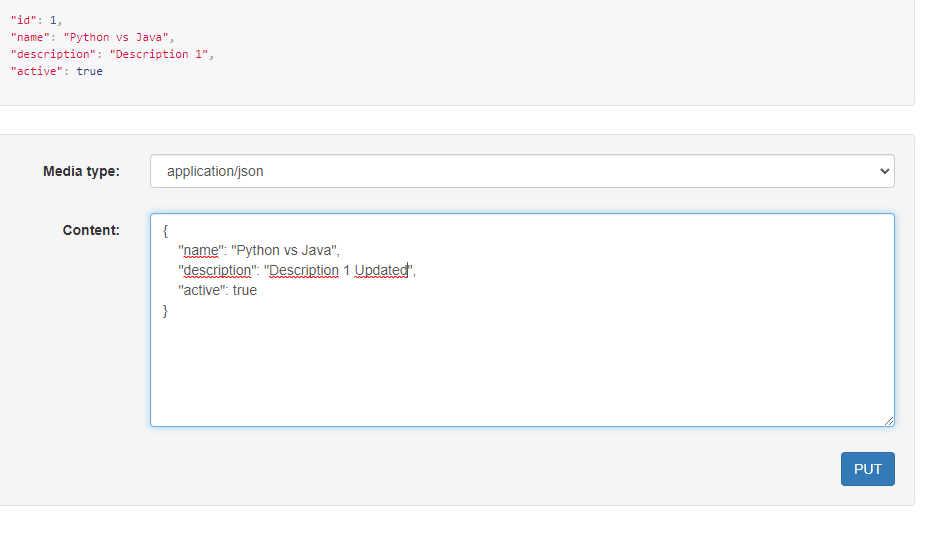 "id": 1,
"name": "Python vs Java",
"description": "Description 1",
"active": true
Media type:
application/json
Content:
{
"name": "Python vs Java",
"description": "Description 1 Updated",
"active": true
}
PUT